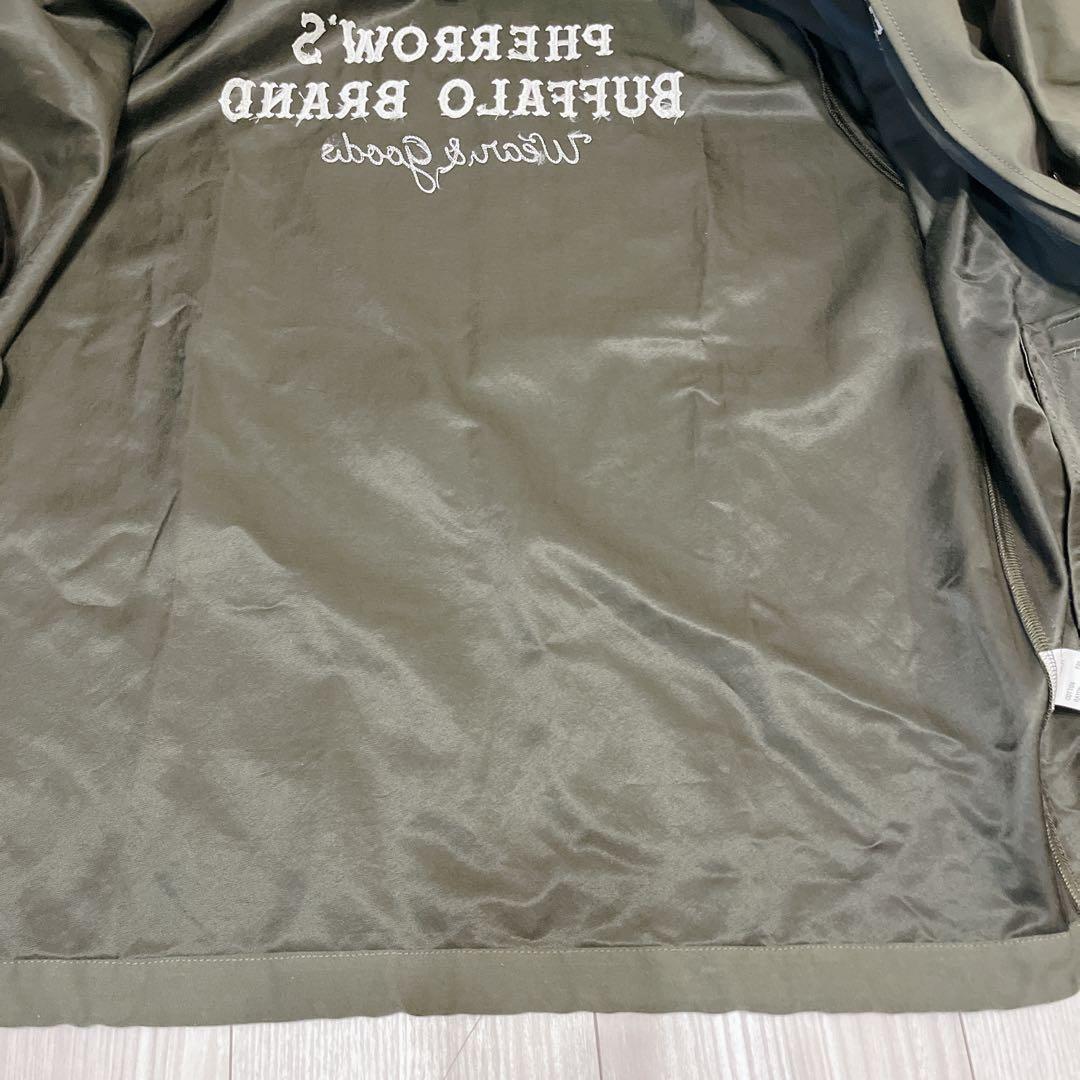 PHERROW'S
BUFFALO BRAND
Wear & goods